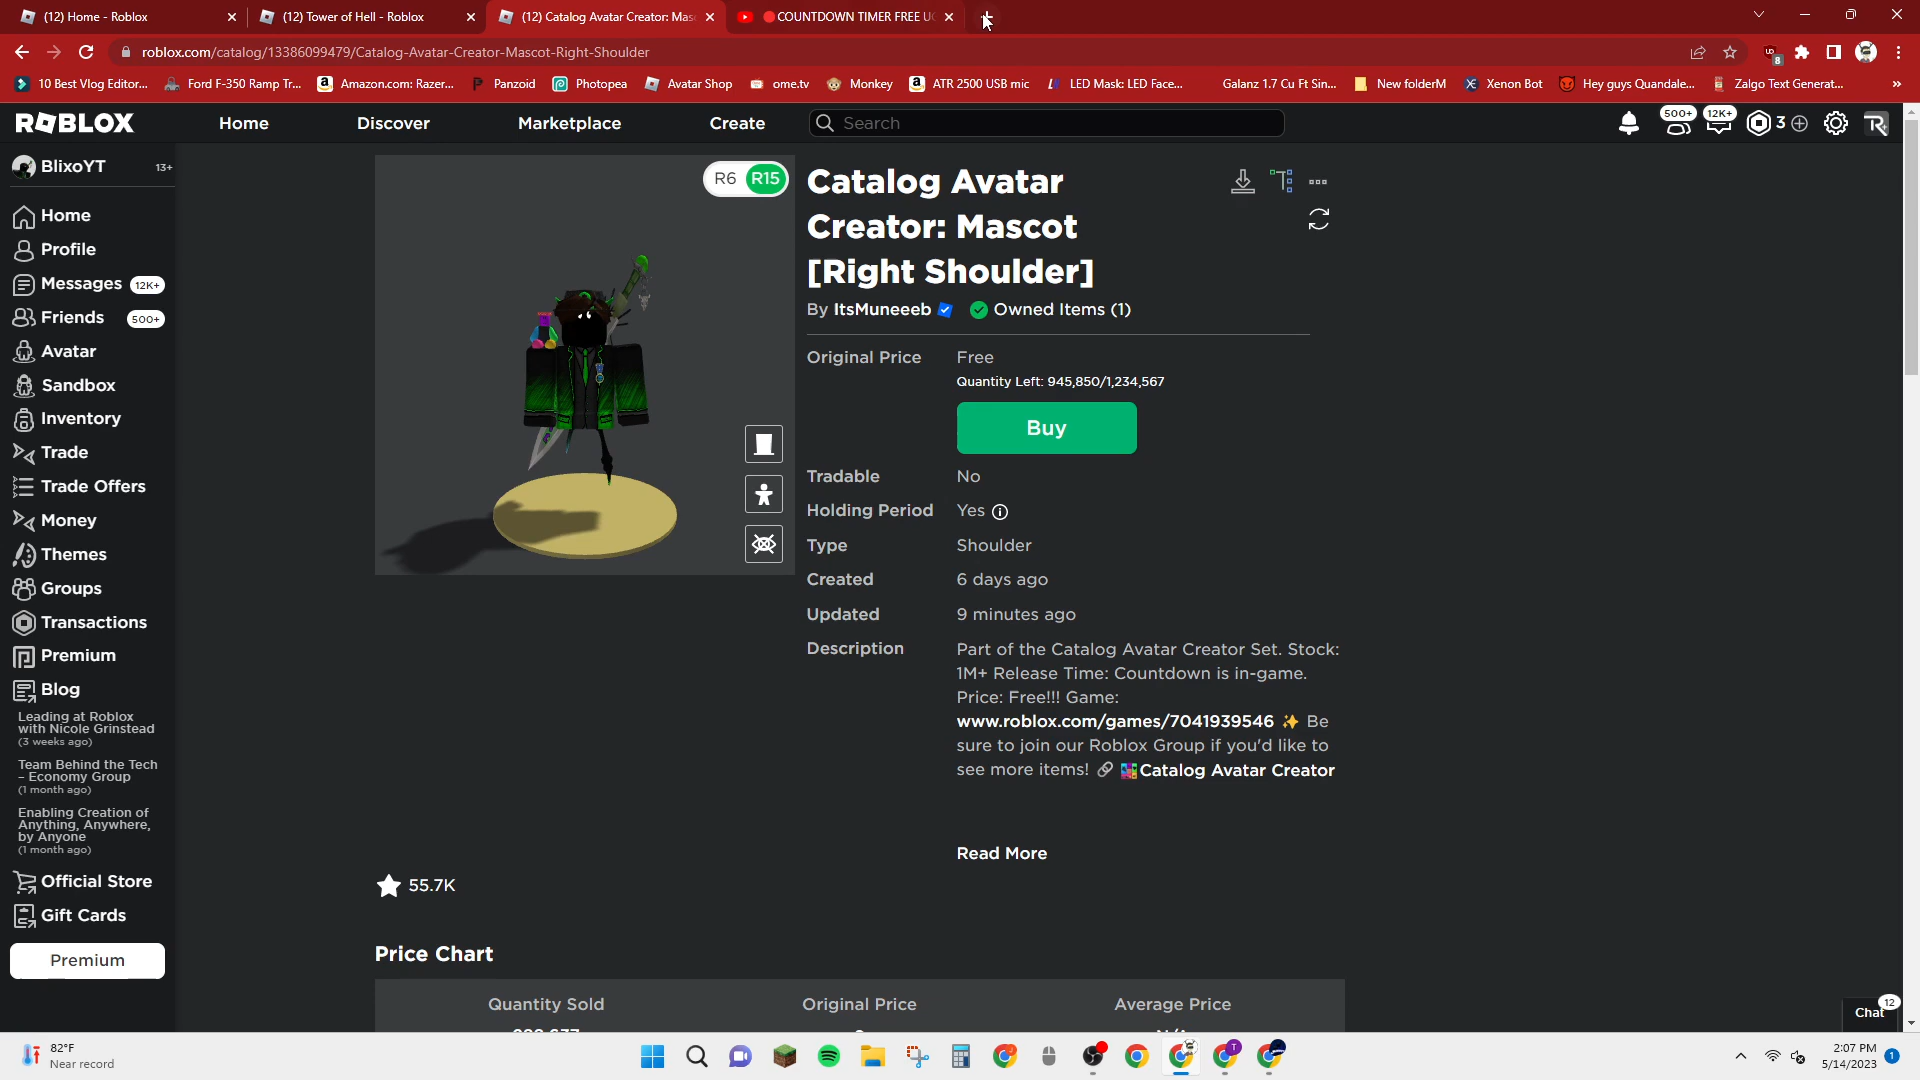 (12) Home - Roblox
(12) Tower of Hell - Roblox
(12) Catalog Avatar Creator: Mas
COUNTDOWN TIMER FREE U
roblox.com/catalog/13386099479/Catalog-Avatar-Creator-Mascot-Right-Shoulder
8
10 Best Vlog Editor...
Ford F-350 Ramp Tr...
Amazon.com: Razer...
Panzoid
Photopea
Avatar Shop
ome.tv
Monkey
ATR 2500 USB mic
LED Mask: LED Face...
Galanz 1.7 Cu Ft Sin...
New folderM
Xenon Bot
Hey guys Quandale...
Zalgo Text Generat...
»
ROBLOX
Home
Discover
Marketplace
Create
Search
500+
12K+
3
BlixoYT
13+
Home
Profile
Messages 12K+
Friends 500+
Avatar
Sandbox
Inventory
Trade
Trade Offers
Money
Themes
Groups
Transactions
Premium
Blog
Leading at Roblox
with Nicole Grinstead
(3 weeks ago)
Team Behind the Tech
- Economy Group
(1 month ago)
Enabling Creation of
Anything, Anywhere,
by Anyone
(1 month ago)
Official Store
Gift Cards
Premium
R6 R15
Catalog Avatar
Creator: Mascot
[Right Shoulder]
By ItsMuneeeb
Owned Items (1)
Original Price Free
Quantity Left: 945,850/1,234,567
Buy
Tradable No
Holding Period Yes
Type Shoulder
Created 6 days ago
Updated 9 minutes ago
Description Part of the Catalog Avatar Creator Set. Stock:
1M+ Release Time: Countdown is in-game.
Price: Free!!! Game:
www.roblox.com/games/7041939546 ✨ Be
sure to join our Roblox Group if you'd like to
see more items! 🔗 Catalog Avatar Creator
Read More
55.7K
Price Chart
Quantity Sold
Original Price
Average Price
Chat
12
82°F
Near record
T
2:07 PM
5/14/2023
1